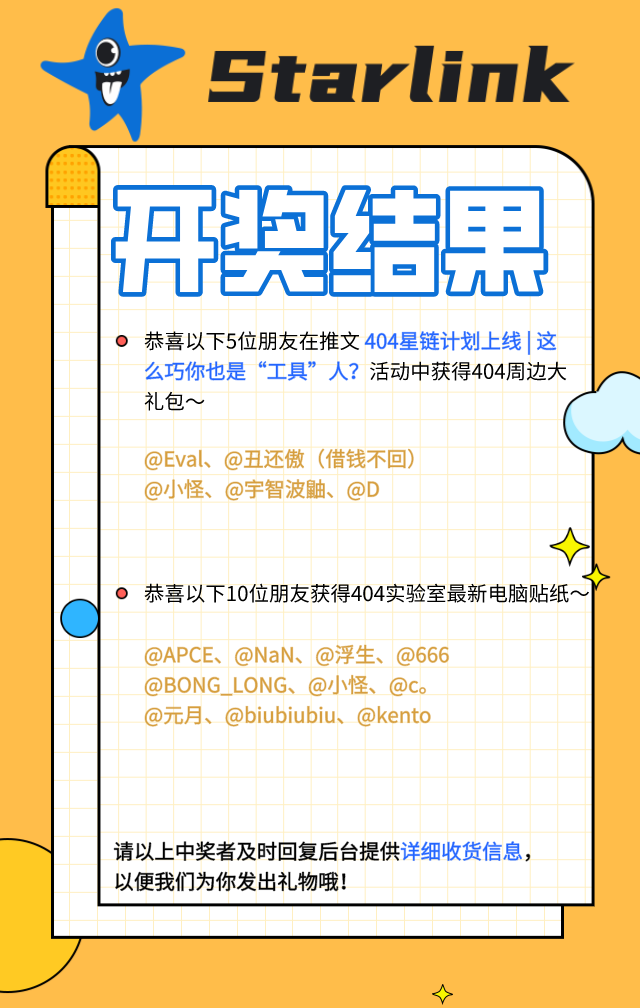 Starlink
开奖结果
恭喜以下5位朋友在推文 404星链计划上线 | 这
么巧你也是“工具”人？活动中获得404周边大
礼包～
@Eval、@丑还傲（借钱不回）
@小怪、@宇智波鼬、@D
恭喜以下10位朋友获得404实验室最新电脑贴纸～
@APCE、@NaN、@浮生、@666
@BONG_LONG、@小怪、@c。
@元月、@biubiubiu、@kento
请以上中奖者及时回复后台提供详细收货信息，
以便我们为你发出礼物哦！